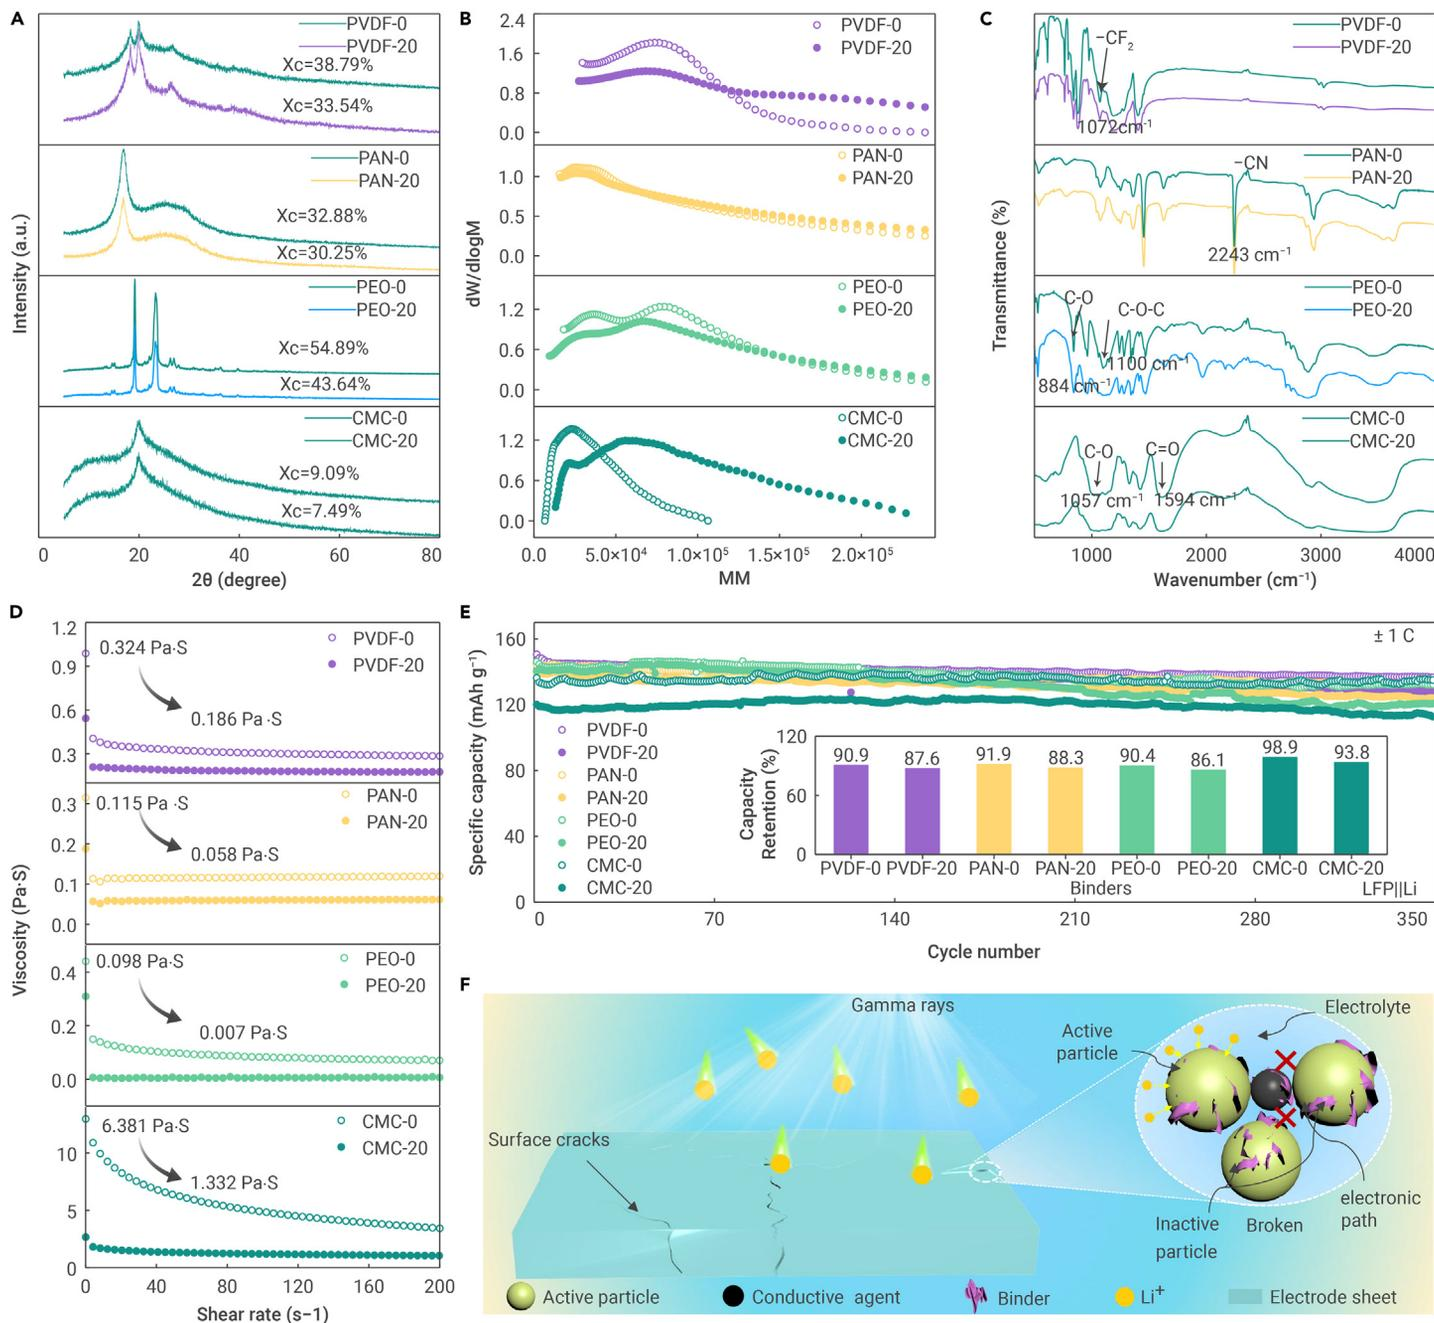 A
PVDF-0
PVDF-20
Xc=38.79%
Xc=33.54%
PAN-0
PAN-20
Xc=32.88%
Xc=30.25%
PEO-0
PEO-20
Xc=54.89%
Xc=43.64%
CMC-0
CMC-20
Xc=9.09%
Xc=7.49%
0 20 40 60 80
2θ (degree)
Intensity (a.u.)
B
2.4
1.6
0.8
0.0
PVDF-0
PVDF-20
1.0
0.5
0.0
PAN-0
PAN-20
1.2
0.6
0.0
PEO-0
PEO-20
1.2
0.6
0.0
CMC-0
CMC-20
0.0 5.0×10⁴ 1.0×10⁵ 1.5×10⁵ 2.0×10⁵
MM
dW/dlogM
C
PVDF-0
PVDF-20
−CF₂
1072cm⁻¹
PAN-0
PAN-20
−CN
2243 cm⁻¹
PEO-0
PEO-20
C-O
C-O-C
1100 cm⁻¹
884 cm⁻¹
CMC-0
CMC-20
C-O
C=O
1057 cm⁻¹ 1594 cm⁻¹
1000 2000 3000 4000
Wavenumber (cm⁻¹)
Transmittance (%)
D
1.2
0.9
0.6
0.3
0.324 Pa·S
0.186 Pa·S
PVDF-0
PVDF-20
0.3
0.2
0.1
0.0
0.115 Pa ·S
0.058 Pa·S
PAN-0
PAN-20
0.4
0.2
0.0
0.098 Pa·S
0.007 Pa·S
PEO-0
PEO-20
10
5
0
6.381 Pa·S
1.332 Pa·S
CMC-0
CMC-20
0 40 80 120 160 200
Shear rate (s−1)
Viscosity (Pa·S)
E
160
120
80
40
0
± 1 C
PVDF-0
PVDF-20
PAN-0
PAN-20
PEO-0
PEO-20
CMC-0
CMC-20
120
60
0
Capacity
Retention (%)
90.9 87.6 91.9 88.3 90.4 86.1 98.9 93.8
PVDF-0 PVDF-20 PAN-0 PAN-20 PEO-0 PEO-20 CMC-0 CMC-20
Binders
LFP||Li
0 70 140 210 280 350
Cycle number
Specific capacity (mAh g⁻¹)
F
Gamma rays
Surface cracks
Active
particle
Electrolyte
Inactive
particle
Broken
electronic
path
Active particle
Conductive agent
Binder
Li⁺
Electrode sheet